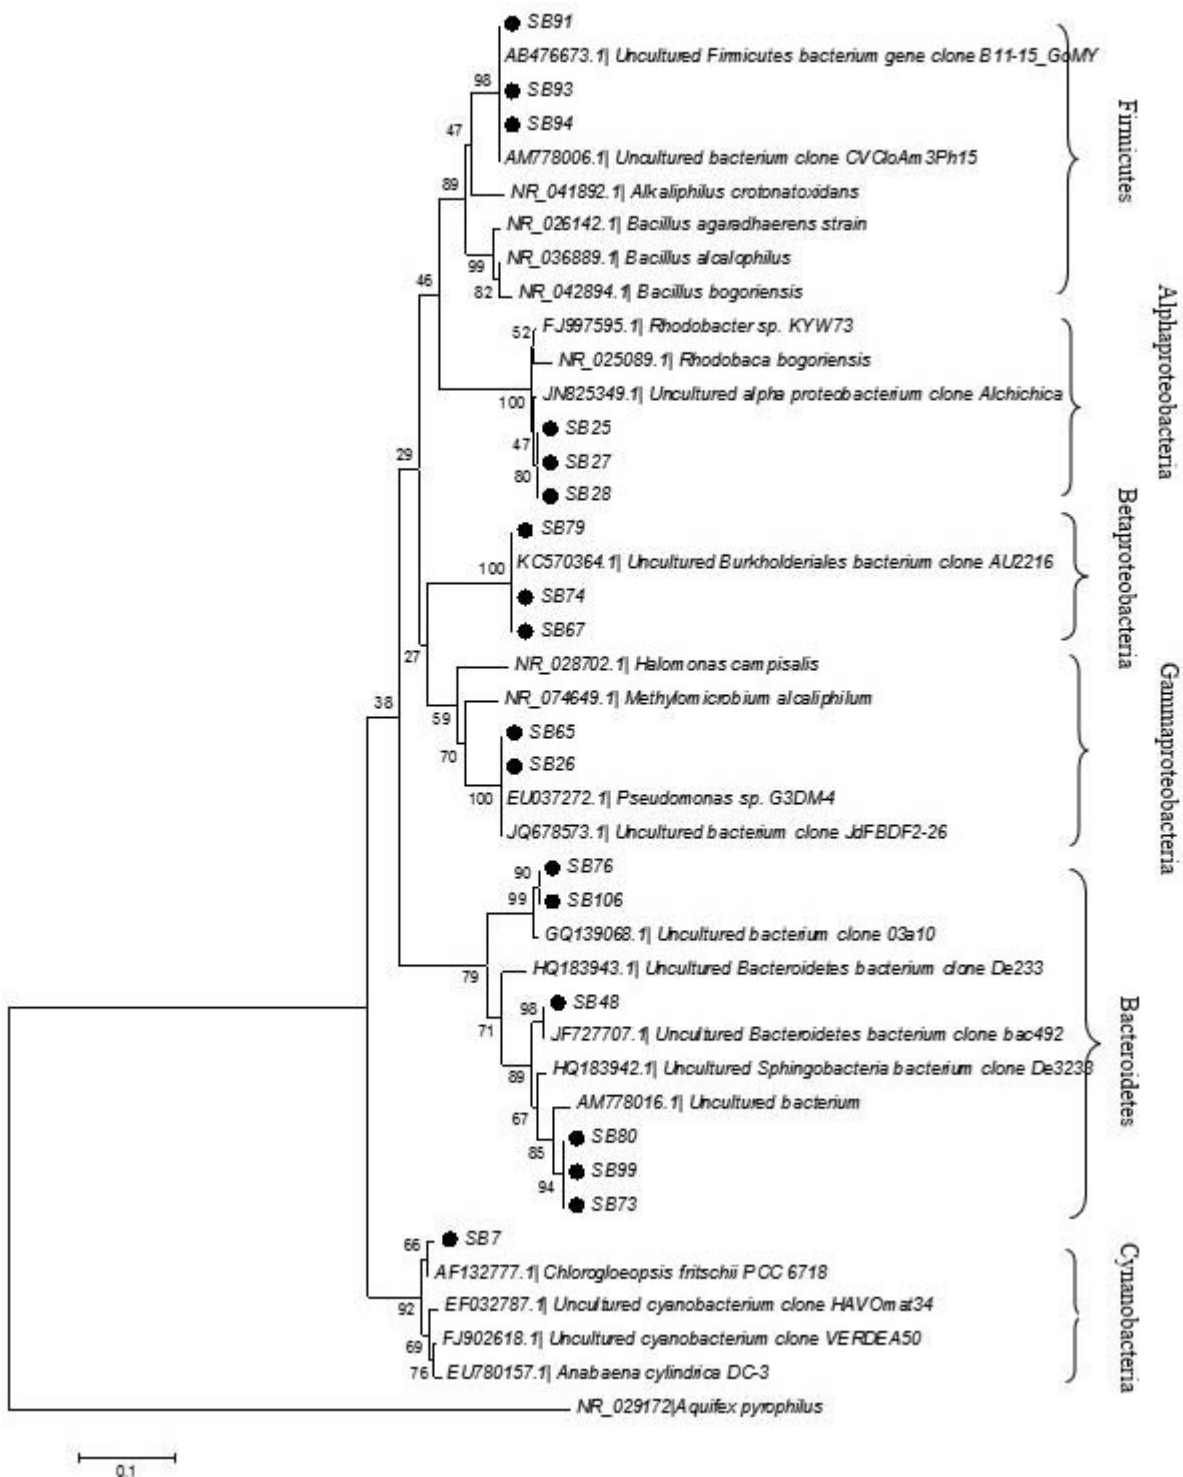 SB91
AB476673.1| Uncultured Firmicutes bacterium gene clone B11-15_GoMY
98
SB93
Firmicutes
SB94
47
AM778006.1| Uncultured bacterium clone CVCloAm3Ph15
89
NR_041892.1| Alkaliphilus crotonatoxidans
NR_026142.1| Bacillus agaradhaerens strain
NR_036889.1| Bacillus alcalophilus
99
46
82
NR_042894.1| Bacillus bogoriensis
Alphaproteobacteria
52
FJ997595.1| Rhodobacter sp. KYW73
NR_025089.1| Rhodobaca bogoriensis
JN825349.1| Uncultured alpha proteobacterium clone Alchichica
100
SB25
47
29
SB27
80
SB28
Betaproteobacteria
SB79
KC570364.1| Uncultured Burkholderiales bacterium clone AU2216
100
SB74
SB67
27
NR_028702.1| Halomonas campisalis
Gammaproteobacteria
38
NR_074649.1| Methylomicrobium alcaliphilum
59
SB65
70
SB26
100
EU037272.1| Pseudomonas sp. G3DM-4
JQ678573.1| Uncultured bacterium clone JdFBDF2-26
90
SB76
99
SB106
GQ139068.1| Uncultured bacterium clone 03a10
79
HQ183943.1| Uncultured Bacteroidetes bacterium clone De233
98
SB48
71
JF727707.1| Uncultured Bacteroidetes bacterium clone bac492
Bacteroidetes
89
HQ183942.1| Uncultured Sphingobacteria bacterium clone De3233
AM778016.1| Uncultured bacterium
67
SB80
85
SB99
94
SB73
66
SB7
AF132777.1| Chlorogloeopsis fritschii PCC 6718
92
EF032787.1| Uncultured cyanobacterium clone HAVOmat34
Cynanobacteria
FJ902618.1| Uncultured cyanobacterium clone VERDEA50
69
76
EU780157.1| Anabaena cylindrica DC-3
NR_029172|Aquifex pyrophilus
0.1